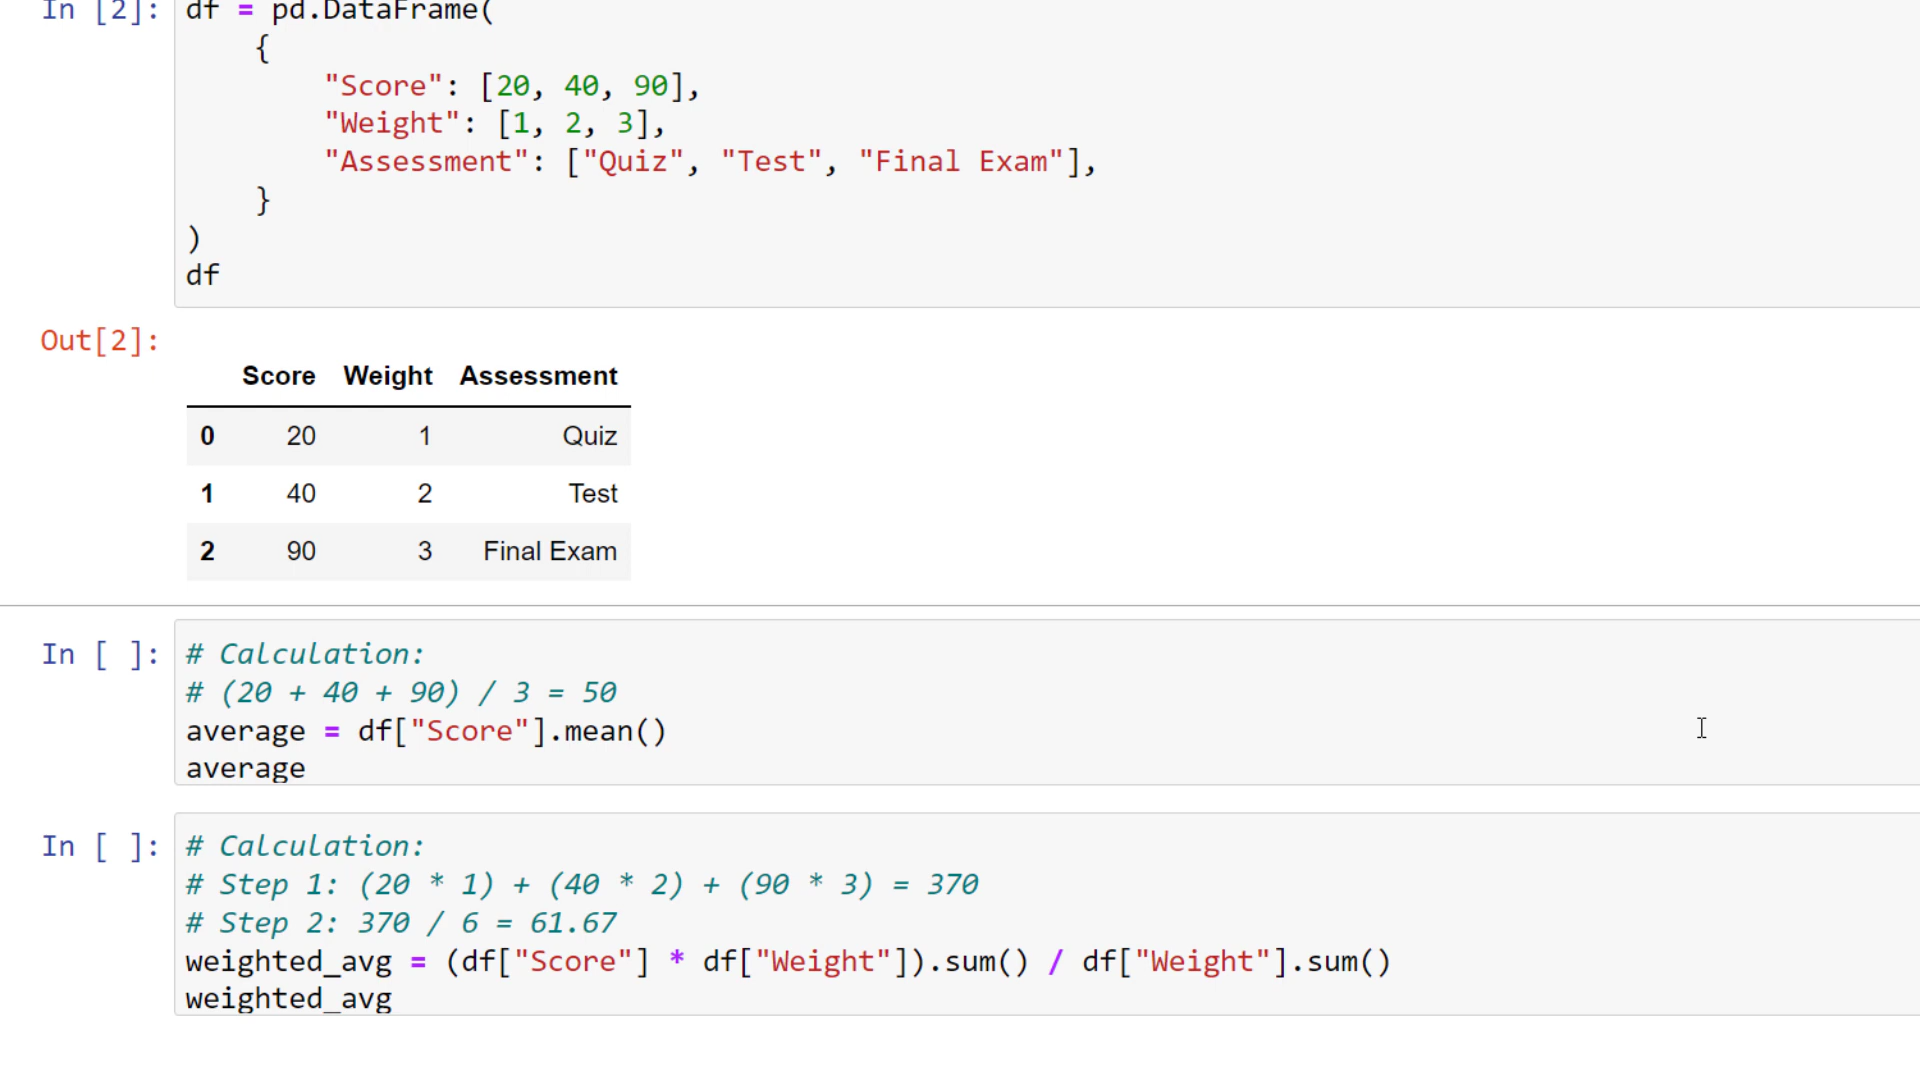 In [2]: df = pd.DataFrame(
{
"Score": [20, 40, 90],
"Weight": [1, 2, 3],
"Assessment": ["Quiz", "Test", "Final Exam"],
}
)
df
Out[2]:
Score Weight Assessment
0 20 1 Quiz
1 40 2 Test
2 90 3 Final Exam
In [ ]: # Calculation:
# (20 + 40 + 90) / 3 = 50
average = df["Score"].mean()
average
In [ ]: # Calculation:
# Step 1: (20 * 1) + (40 * 2) + (90 * 3) = 370
# Step 2: 370 / 6 = 61.67
weighted_avg = (df["Score"] * df["Weight"]).sum() / df["Weight"].sum()
weighted_avg